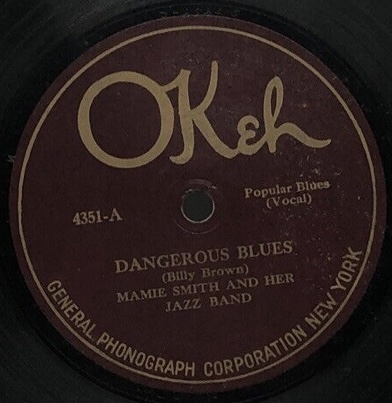 OKeh
Popular Blues
(Vocal)
4351-A
DANGEROUS BLUES
(Billy Brown)
MAMIE SMITH AND HER
JAZZ BAND
GENERAL PHONOGRAPH CORPORATION NEW YORK